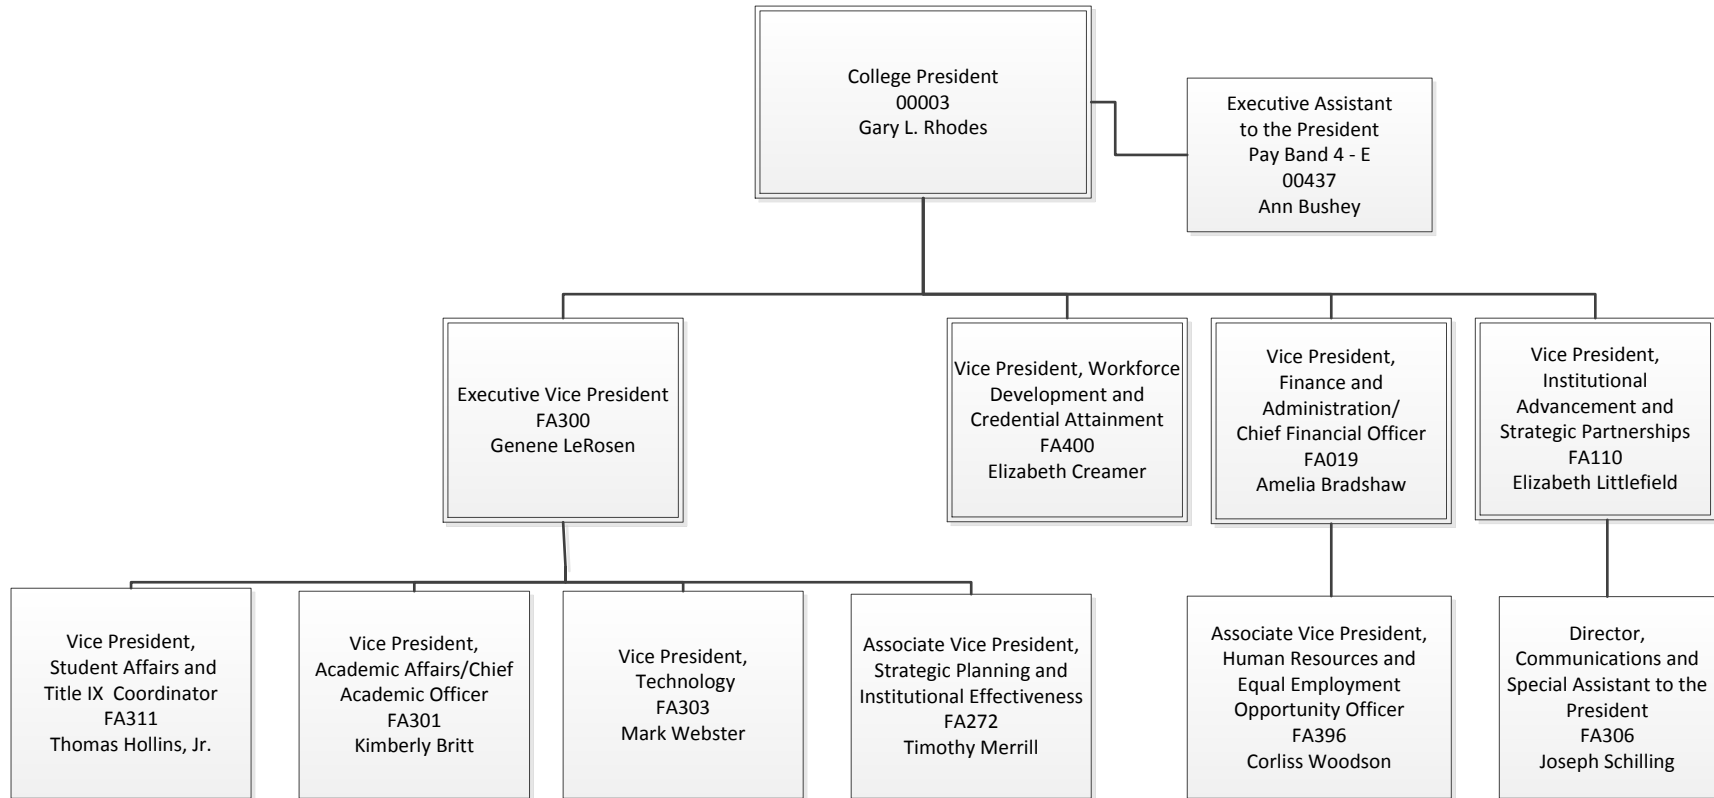 College President
00003
Gary L. Rhodes
Executive Assistant
to the President
Pay Band 4 - E
00437
Ann Bushey
Executive Vice President
FA300
Genene LeRosen
Vice President, Workforce
Development and
Credential Attainment
FA400
Elizabeth Creamer
Vice President,
Finance and
Administration/
Chief Financial Officer
FA019
Amelia Bradshaw
Vice President,
Institutional
Advancement and
Strategic Partnerships
FA110
Elizabeth Littlefield
Vice President,
Student Affairs and
Title IX Coordinator
FA311
Thomas Hollins, Jr.
Vice President,
Academic Affairs/Chief
Academic Officer
FA301
Kimberly Britt
Vice President,
Technology
FA303
Mark Webster
Associate Vice President,
Strategic Planning and
Institutional Effectiveness
FA272
Timothy Merrill
Associate Vice President,
Human Resources and
Equal Employment
Opportunity Officer
FA396
Corliss Woodson
Director,
Communications and
Special Assistant to the
President
FA306
Joseph Schilling